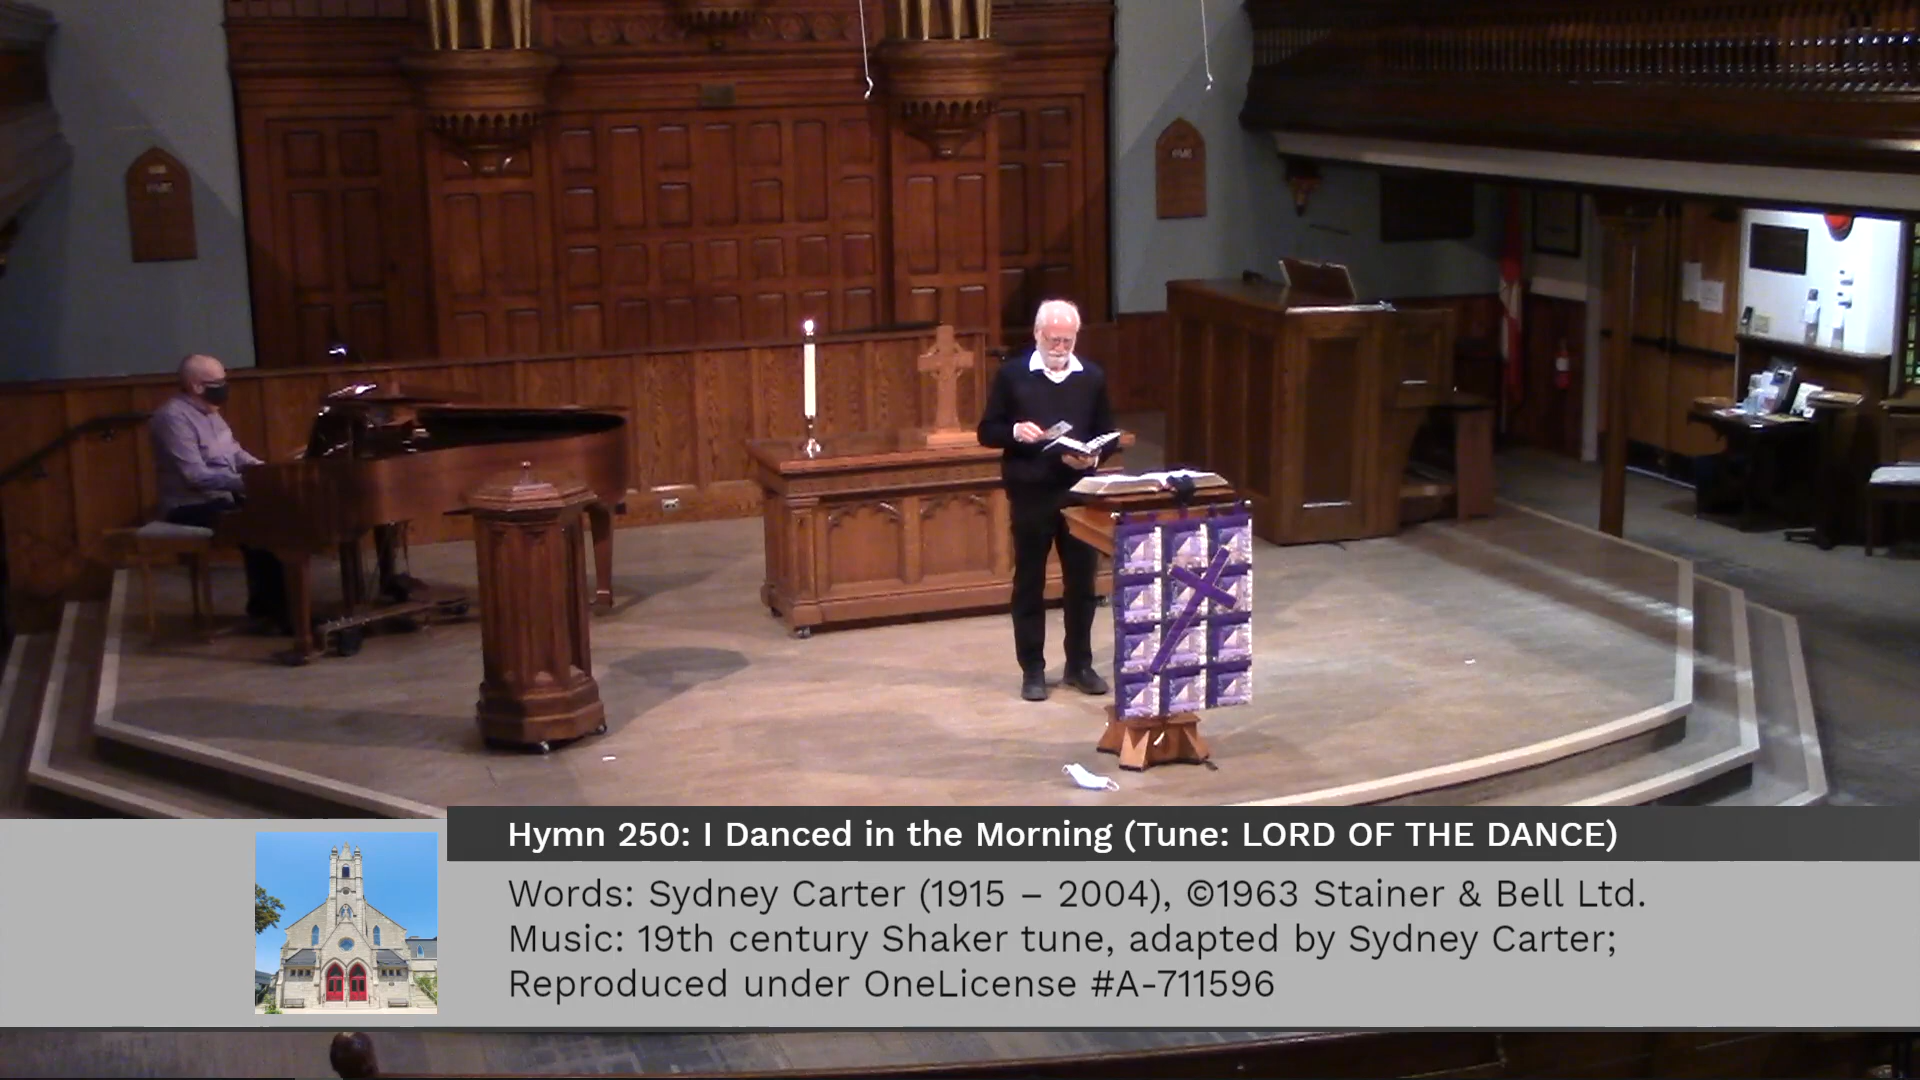 Hymn 250: I Danced in the Morning (Tune: LORD OF THE DANCE)
Words: Sydney Carter (1915 – 2004), ©1963 Stainer & Bell Ltd.
Music: 19th century Shaker tune, adapted by Sydney Carter;
Reproduced under OneLicense #A-711596